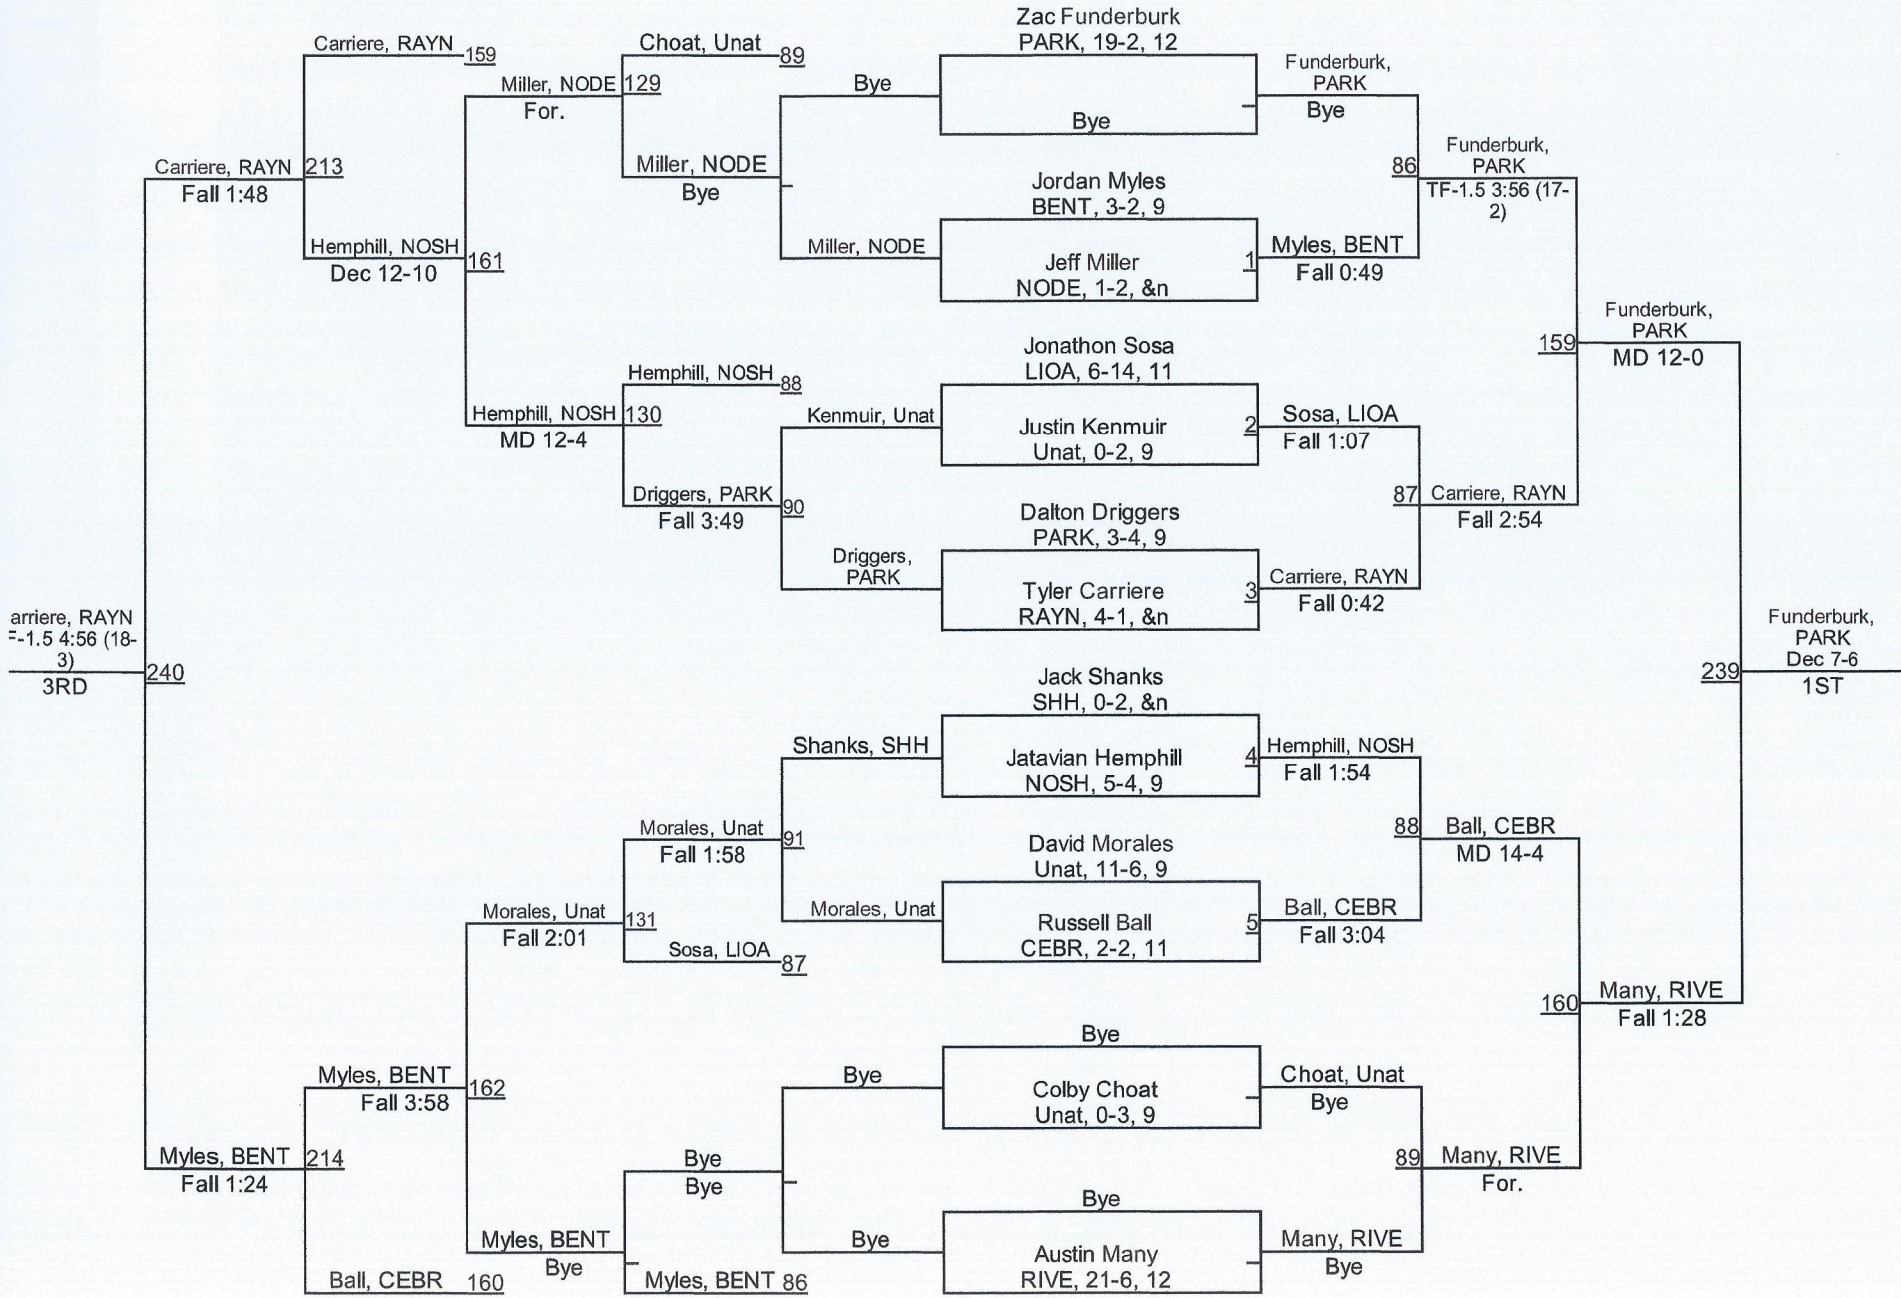 Zac Funderburk
PARK, 19-2, 12
Bye
Jordan Myles
BENT, 3-2, 9
Jeff Miller
NODE, 1-2, &n
1
Jonathon Sosa
LIOA, 6-14, 11
Justin Kenmuir
Unat, 0-2, 9
2
Dalton Driggers
PARK, 3-4, 9
Tyler Carriere
RAYN, 4-1, &n
3
Jack Shanks
SHH, 0-2, &n
Jatavian Hemphill
NOSH, 5-4, 9
4
David Morales
Unat, 11-6, 9
Russell Ball
CEBR, 2-2, 11
5
Bye
Colby Choat
Unat, 0-3, 9
Bye
Austin Many
RIVE, 21-6, 12
Funderburk,
PARK
Bye
Myles, BENT
Fall 0:49
86
Sosa, LIOA
Fall 1:07
Carriere, RAYN
Fall 0:42
87
Hemphill, NOSH
Fall 1:54
Ball, CEBR
Fall 3:04
88
Choat, Unat
Bye
Many, RIVE
Bye
89
Funderburk,
PARK
TF-1.5 3:56 (17-
2)
Carriere, RAYN
Fall 2:54
159
Ball, CEBR
MD 14-4
Many, RIVE
For.
160
Funderburk,
PARK
MD 12-0
Many, RIVE
Fall 1:28
239
Funderburk,
PARK
Dec 7-6
1ST
Bye
Miller, NODE
Kenmuir, Unat
Driggers,
PARK
Shanks, SHH
Morales, Unat
Bye
Bye
Choat, Unat
89
Miller, NODE
Bye
Hemphill, NOSH
88
Driggers, PARK
Fall 3:49
90
Morales, Unat
Fall 1:58
91
Sosa, LIOA
87
Bye
Bye
Myles, BENT
86
Miller, NODE
For.
129
Hemphill, NOSH
MD 12-4
130
Morales, Unat
Fall 2:01
131
Myles, BENT
Bye
Carriere, RAYN
159
Hemphill, NOSH
Dec 12-10
161
Myles, BENT
Fall 3:58
162
Ball, CEBR
160
Carriere, RAYN
Fall 1:48
213
Myles, BENT
Fall 1:24
214
arriere, RAYN
F-1.5 4:56 (18-
3)
3RD
240